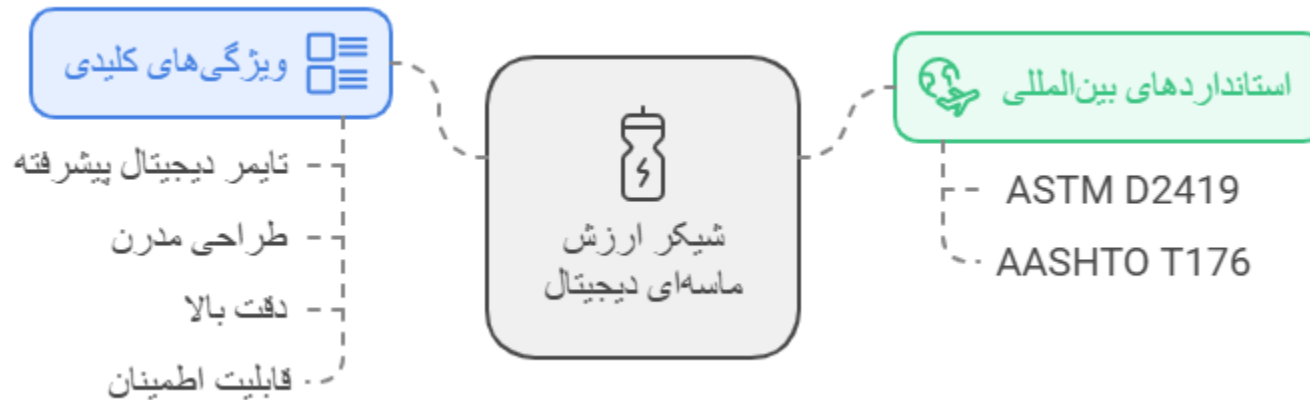 ویژگی‌های کلیدی
تایمر دیجیتال پیشرفته
طراحی مدرن
دقت بالا
قابلیت اطمینان
شیکر ارزش
ماسه‌ای دیجیتال
استانداردهای بین‌المللی
ASTM D2419
AASHTO T176